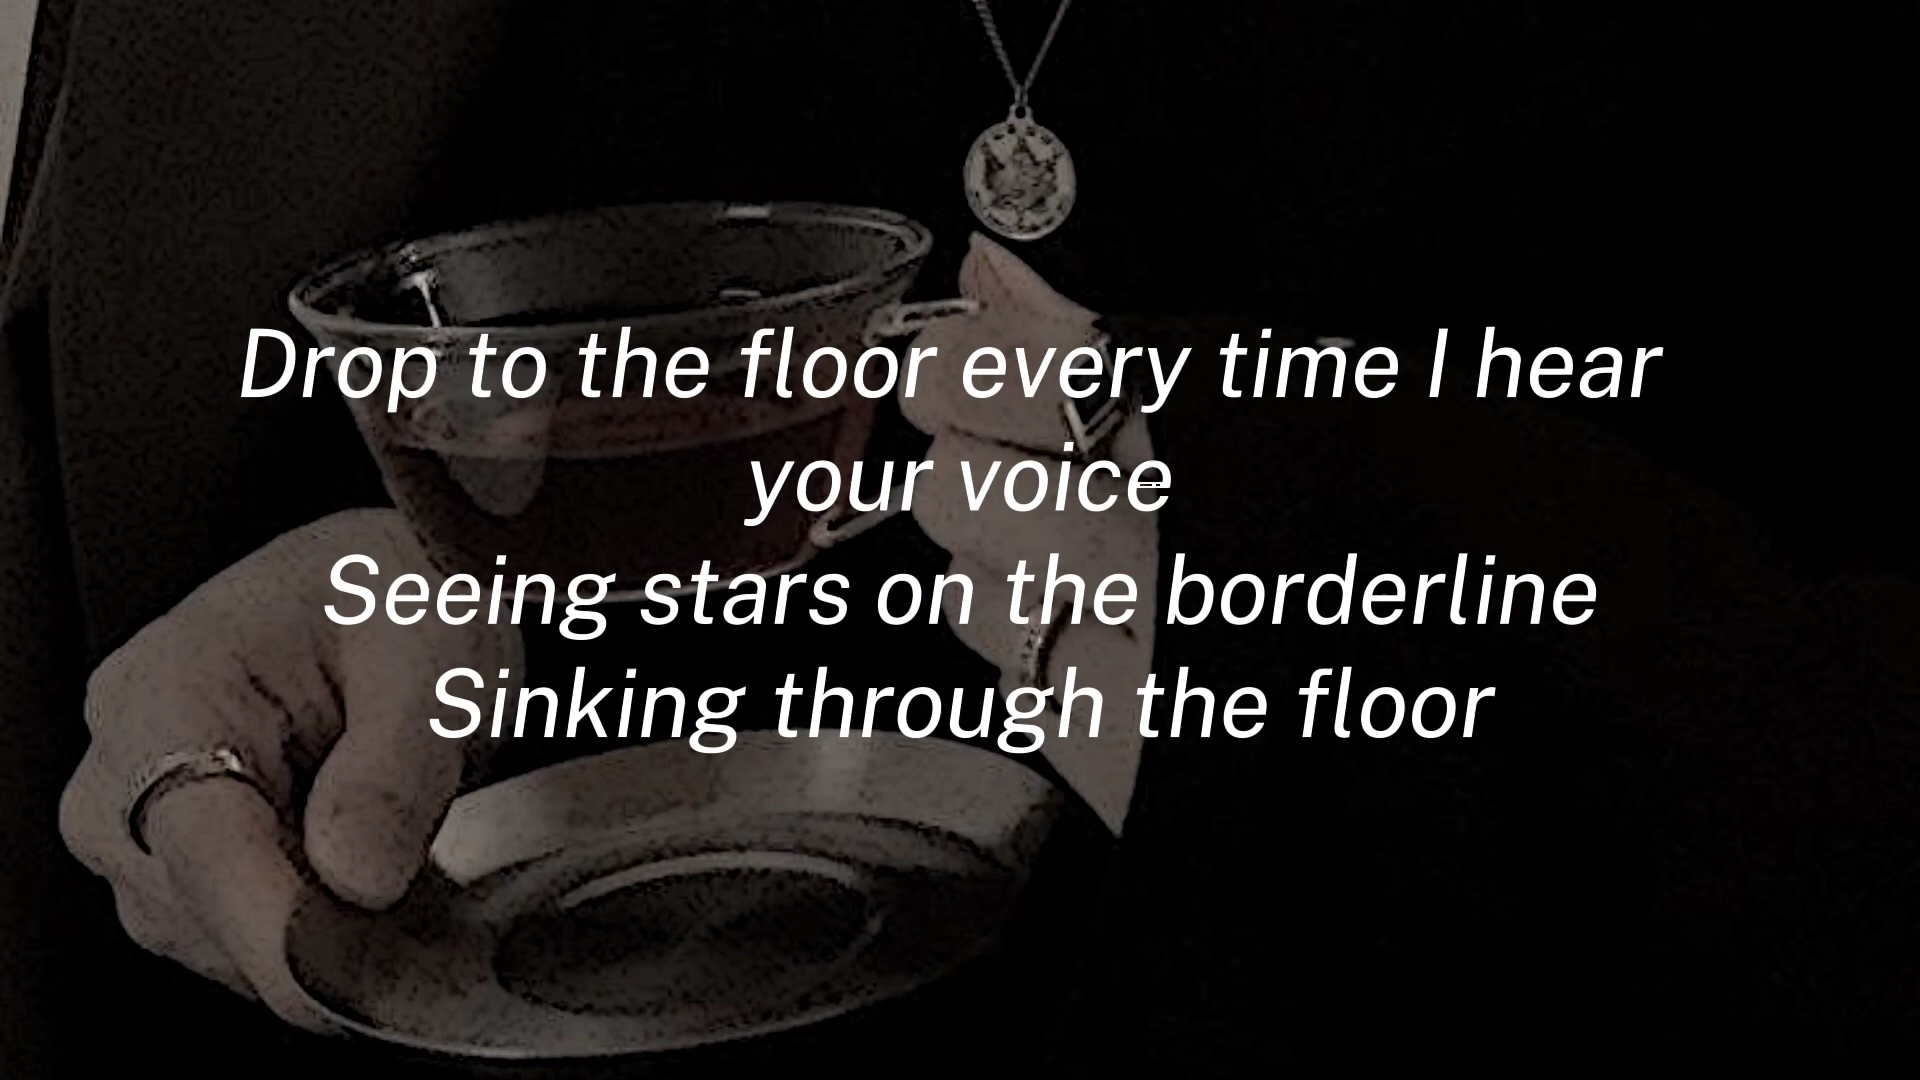 Drop to the floor every time I hear
your voice
Seeing stars on the borderline
Sinking through the floor